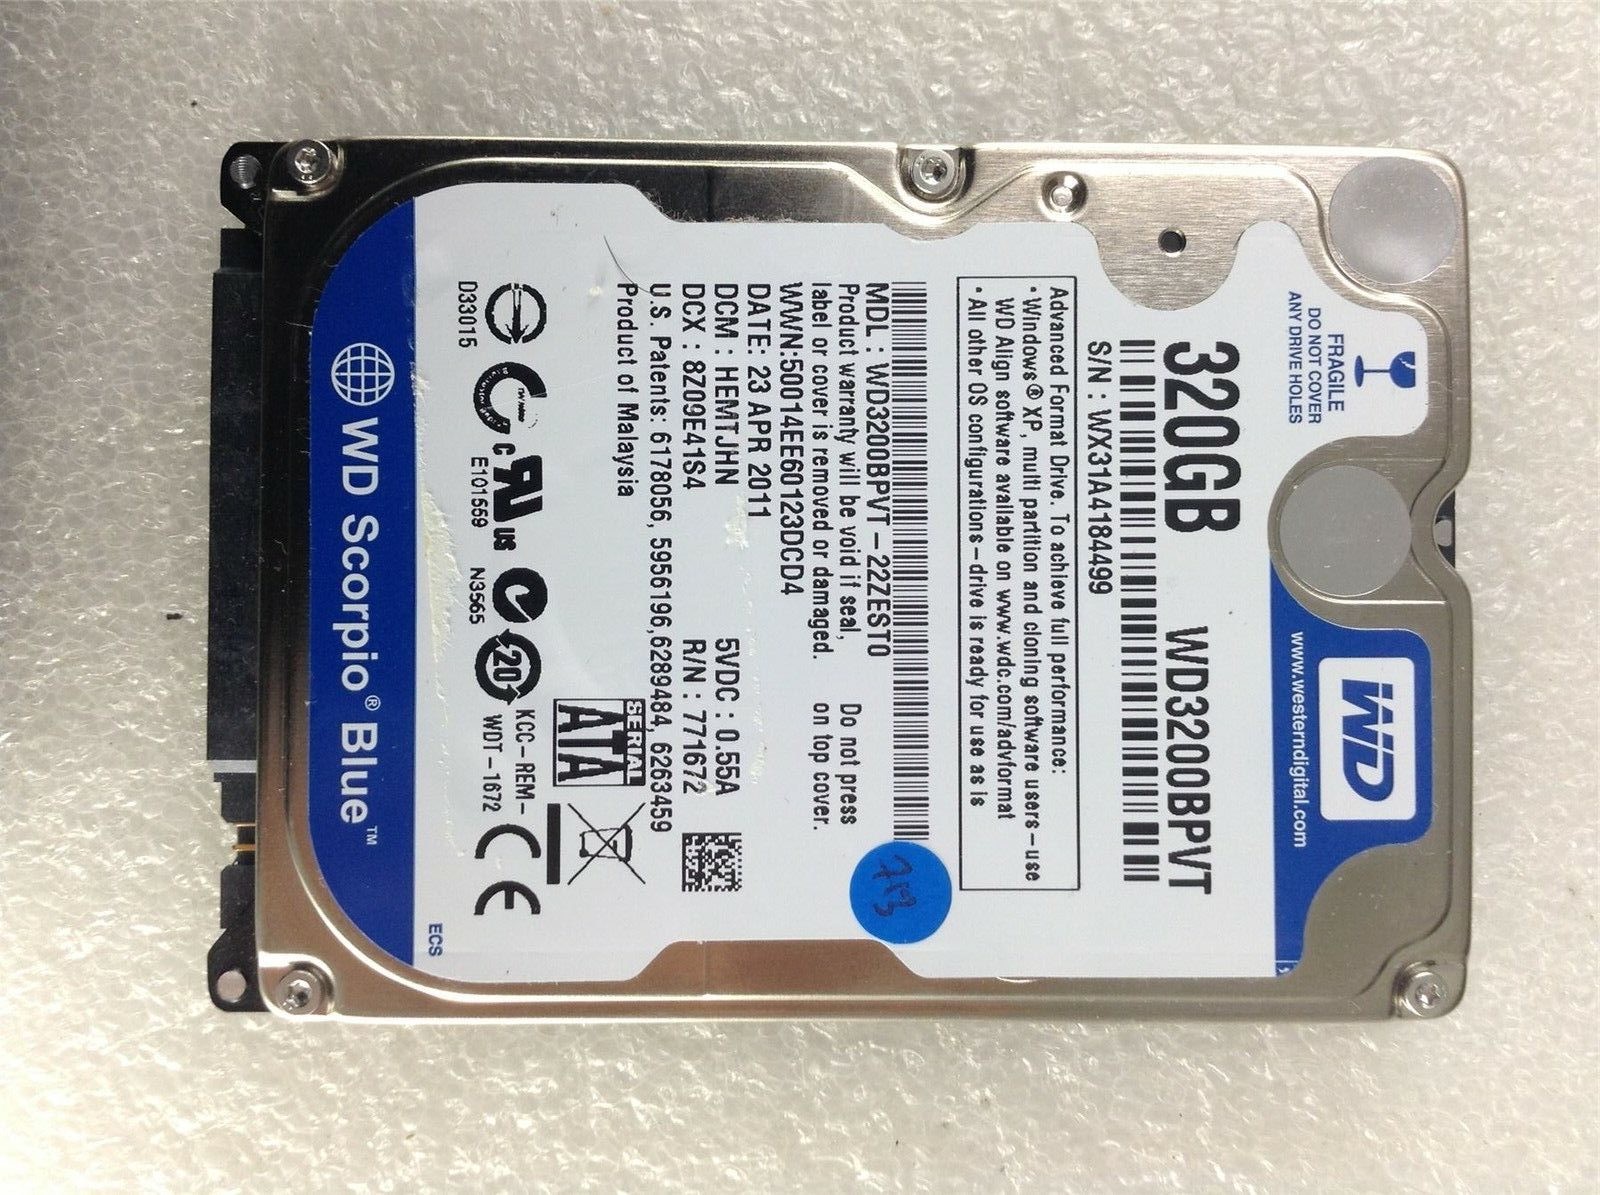 FRAGILE
DO NOT COVER
ANY DRIVE HOLES
WD
www.westerndigital.com
320GB WD3200BPVT
S/N : WX31A4184499
Advanced Format Drive. To achieve full performance:
• Windows® XP, multi partition and cloning software users–use
WD Align software available on www.wdc.com/advformat
• All other OS configurations–drive is ready for use as is
MDL : WD3200BPVT – 22ZEST0
Product warranty will be void if seal,
label or cover is removed or damaged.
Do not press
on top cover.
WWN:50014EE60123DCD4
DATE: 23 APR 2011
DCM : HEMTJHN 5VDC : 0.55A
DCX : 8Z09E41S4 R/N : 771672
U.S. Patents: 6178056, 5956196,6289484, 6263459
Product of Malaysia
SERIAL
ATA
C US
20
D33015
E101559
N3565
KCC–REM–
WDT–1672
CE
ECS
WD Scorpio® Blue™